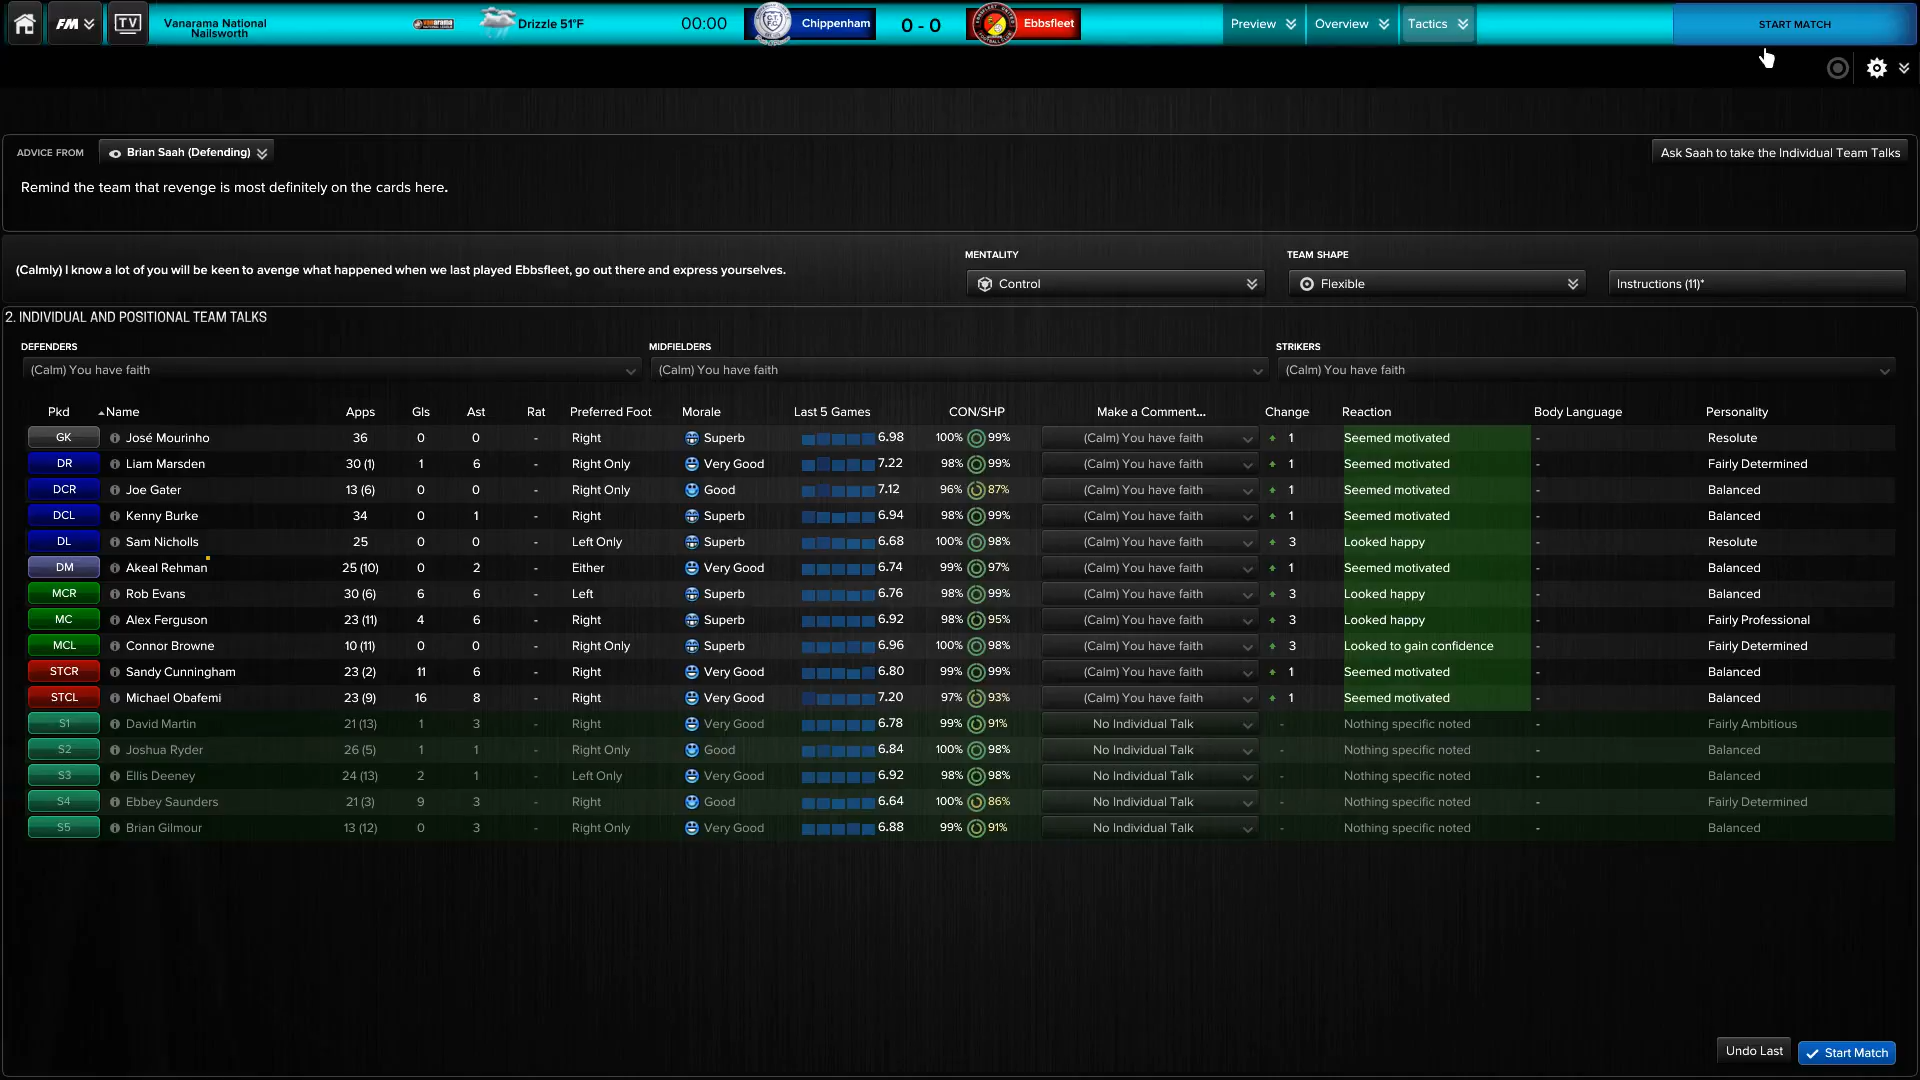 FM
TV
Vanarama National
Nailsworth
Drizzle 51°F
00:00
Chippenham
0 - 0
Ebbsfleet
Preview
Overview
Tactics
START MATCH
ADVICE FROM
Brian Saah (Defending)
Ask Saah to take the Individual Team Talks
Remind the team that revenge is most definitely on the cards here.
MENTALITY
TEAM SHAPE
(Calmly) I know a lot of you will be keen to avenge what happened when we last played Ebbsfleet, go out there and express yourselves.
Control
Flexible
Instructions (11)*
2. INDIVIDUAL AND POSITIONAL TEAM TALKS
DEFENDERS
MIDFIELDERS
STRIKERS
(Calm) You have faith
(Calm) You have faith
(Calm) You have faith
Pkd Name Apps Gls Ast Rat Preferred Foot Morale Last 5 Games CON/SHP Make a Comment... Change Reaction Body Language Personality
GK José Mourinho 36 0 0 - Right Superb 6.98 100% 99% (Calm) You have faith 1 Seemed motivated - Resolute
DR Liam Marsden 30 (1) 1 6 - Right Only Very Good 7.22 98% 99% (Calm) You have faith 1 Seemed motivated - Fairly Determined
DCR Joe Gater 13 (6) 0 0 - Right Only Good 7.12 96% 87% (Calm) You have faith 1 Seemed motivated - Balanced
DCL Kenny Burke 34 0 1 - Right Superb 6.94 98% 99% (Calm) You have faith 1 Seemed motivated - Balanced
DL Sam Nicholls 25 0 0 - Left Only Superb 6.68 100% 98% (Calm) You have faith 3 Looked happy - Resolute
DM Akeal Rehman 25 (10) 0 2 - Either Very Good 6.74 99% 97% (Calm) You have faith 1 Seemed motivated - Balanced
MCR Rob Evans 30 (6) 6 6 - Left Superb 6.76 98% 99% (Calm) You have faith 3 Looked happy - Balanced
MC Alex Ferguson 23 (11) 4 6 - Right Superb 6.92 98% 95% (Calm) You have faith 3 Looked happy - Fairly Professional
MCL Connor Browne 10 (11) 0 0 - Right Only Superb 6.96 100% 98% (Calm) You have faith 3 Looked to gain confidence - Fairly Determined
STCR Sandy Cunningham 23 (2) 11 6 - Right Very Good 6.80 99% 99% (Calm) You have faith 1 Seemed motivated - Balanced
STCL Michael Obafemi 23 (9) 16 8 - Right Very Good 7.20 97% 93% (Calm) You have faith 1 Seemed motivated - Balanced
S1 David Martin 21 (13) 1 3 - Right Very Good 6.78 99% 91% No Individual Talk - Nothing specific noted - Fairly Ambitious
S2 Joshua Ryder 26 (5) 1 1 - Right Only Good 6.84 100% 98% No Individual Talk - Nothing specific noted - Balanced
S3 Ellis Deeney 24 (13) 2 1 - Left Only Very Good 6.92 98% 98% No Individual Talk - Nothing specific noted - Balanced
S4 Ebbey Saunders 21 (3) 9 3 - Right Good 6.64 100% 86% No Individual Talk - Nothing specific noted - Fairly Determined
S5 Brian Gilmour 13 (12) 0 3 - Right Only Very Good 6.88 99% 91% No Individual Talk - Nothing specific noted - Balanced
Undo Last
Start Match